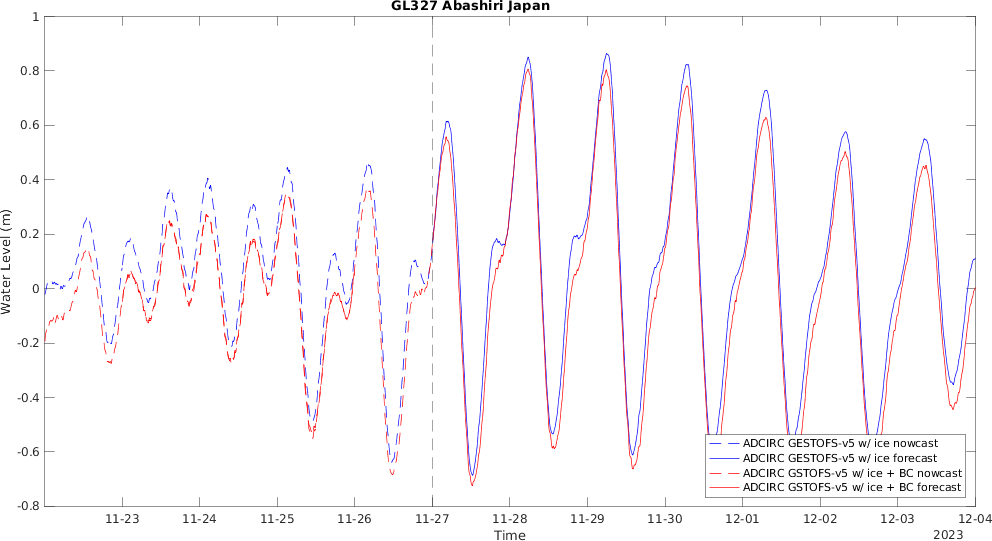 GL327 Abashiri Japan
1
0.8
0.6
0.4
0.2
0
-0.2
-0.4
-0.6
-0.8
Water Level (m)
ADCIRC GESTOFS-v5 w/ ice nowcast
ADCIRC GESTOFS-v5 w/ ice forecast
ADCIRC GSTOFS-v5 w/ ice + BC nowcast
ADCIRC GSTOFS-v5 w/ ice + BC forecast
11-23 11-24 11-25 11-26 11-27 11-28 11-29 11-30 12-01 12-02 12-03 12-04
Time 2023